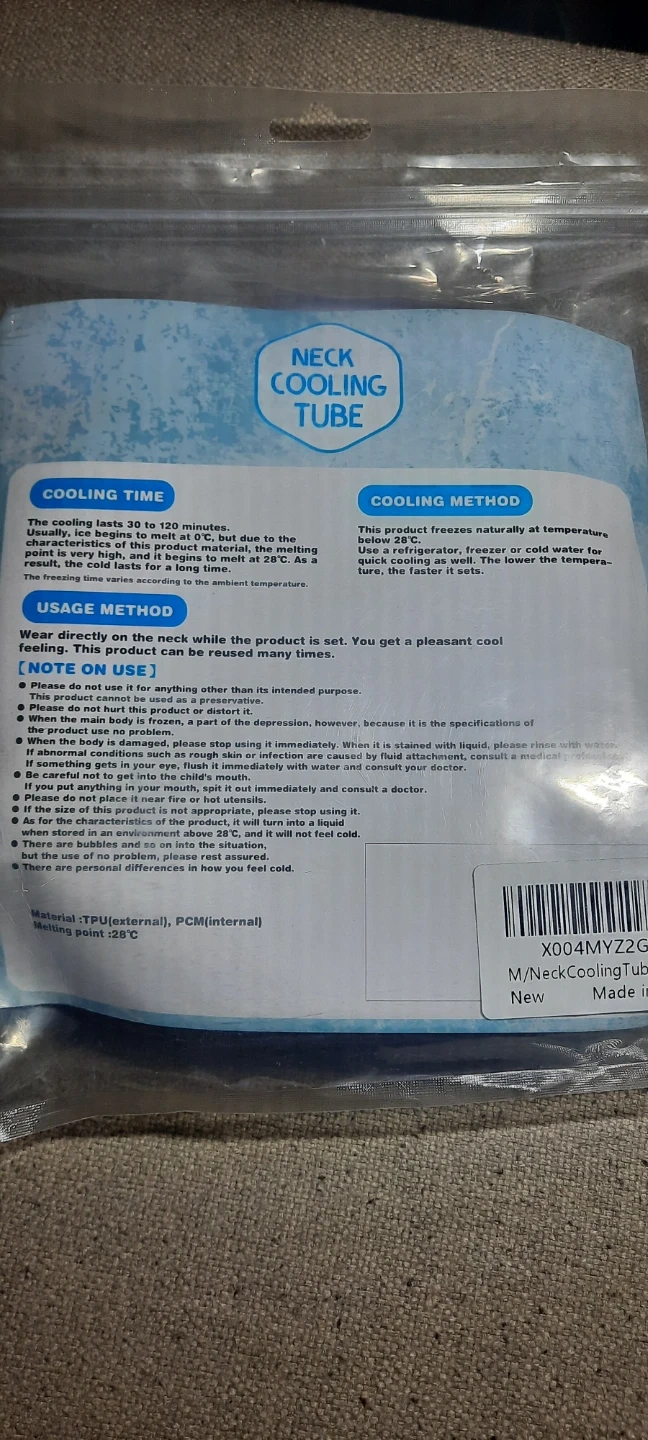 NECK
COOLING
TUBE
COOLING TIME
The cooling lasts 30 to 120 minutes.
Usually, ice begins to melt at 0℃, but due to the
characteristics of this product material, the melting
point is very high, and it begins to melt at 28℃. As a
result, the cold lasts for a long time.
The freezing time varies according to the ambient temperature.
COOLING METHOD
This product freezes naturally at temperature
below 28℃.
Use a refrigerator, freezer or cold water for
quick cooling as well. The lower the tempera-
ture, the faster it sets.
USAGE METHOD
Wear directly on the neck while the product is set. You get a pleasant cool
feeling. This product can be reused many times.
【NOTE ON USE】
● Please do not use it for anything other than its intended purpose.
This product cannot be used as a preservative.
● Please do not hurt this product or distort it.
● When the main body is frozen, a part of the depression, however, because it is the specifications of
the product use no problem.
● When the body is damaged, please stop using it immediately. When it is stained with liquid, please rinse with water.
If abnormal conditions such as rough skin or infection are caused by fluid attachment, consult a medical
If something gets in your eye, flush it immediately with water and consult your doctor.
● Be careful not to get into the child's mouth.
If you put anything in your mouth, spit it out immediately and consult a doctor.
● Please do not place it near fire or hot utensils.
● If the size of this product is not appropriate, please stop using it.
● As for the characteristics of the product, it will turn into a liquid
when stored in an environment above 28℃, and it will not feel cold.
● There are bubbles and so on into the situation,
but the use of no problem, please rest assured.
● There are personal differences in how you feel cold.
Material :TPU(external), PCM(internal)
Melting point :28℃
X004MYZ2G
M/NeckCoolingTub
New Made in